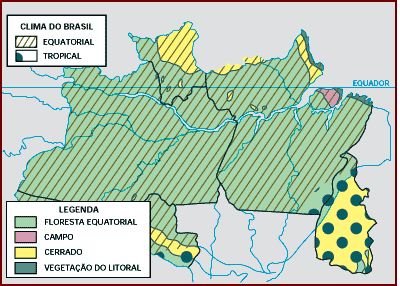 CLIMA DO BRASIL
EQUATORIAL
TROPICAL
EQUADOR
LEGENDA
FLORESTA EQUATORIAL
CAMPO
CERRADO
VEGETAÇÃO DO LITORAL